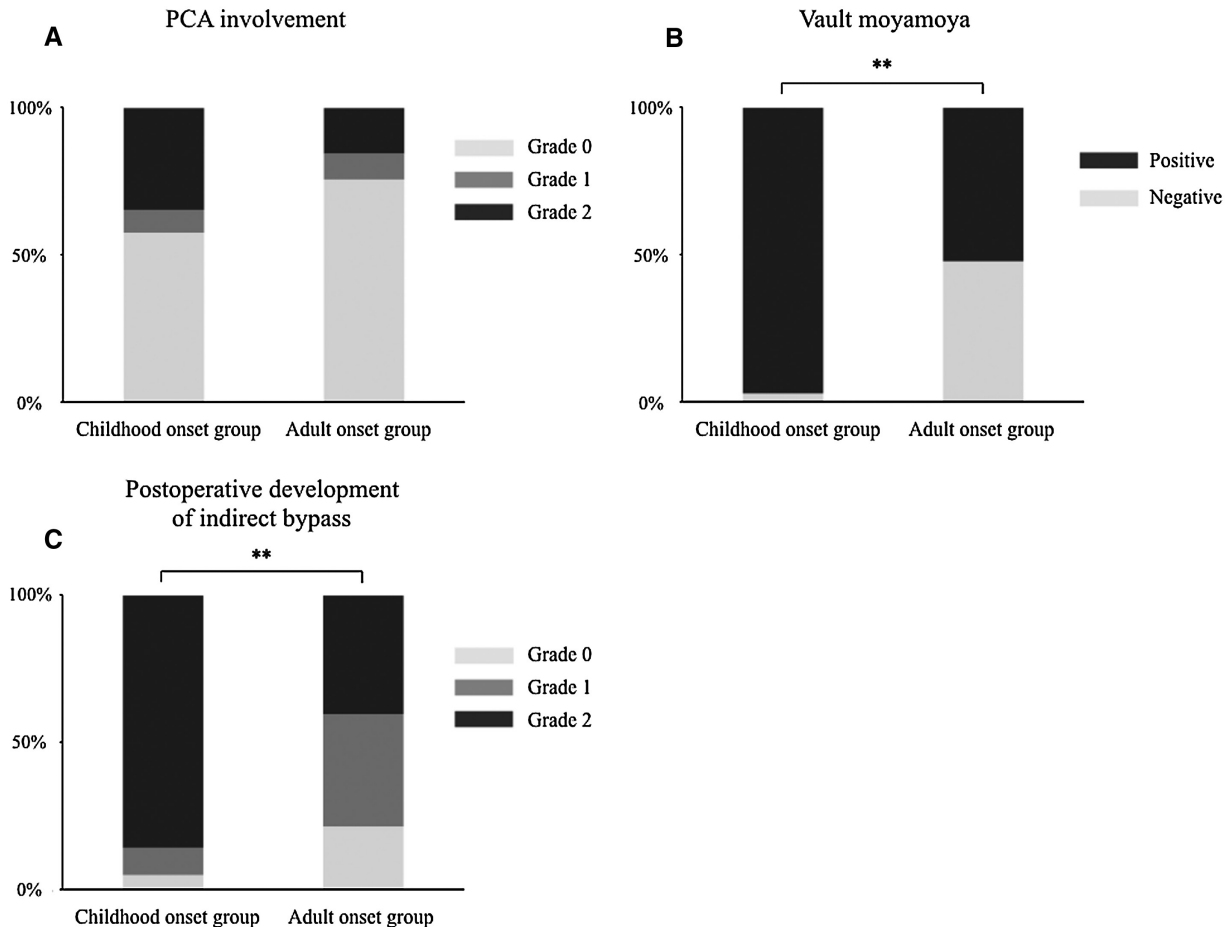 A
PCA involvement
100%
50%
0%
Childhood onset group
Adult onset group
Grade 0
Grade 1
Grade 2
B
Vault moyamoya
**
100%
50%
0%
Childhood onset group
Adult onset group
Positive
Negative
C
Postoperative development
of indirect bypass
**
100%
50%
0%
Childhood onset group
Adult onset group
Grade 0
Grade 1
Grade 2